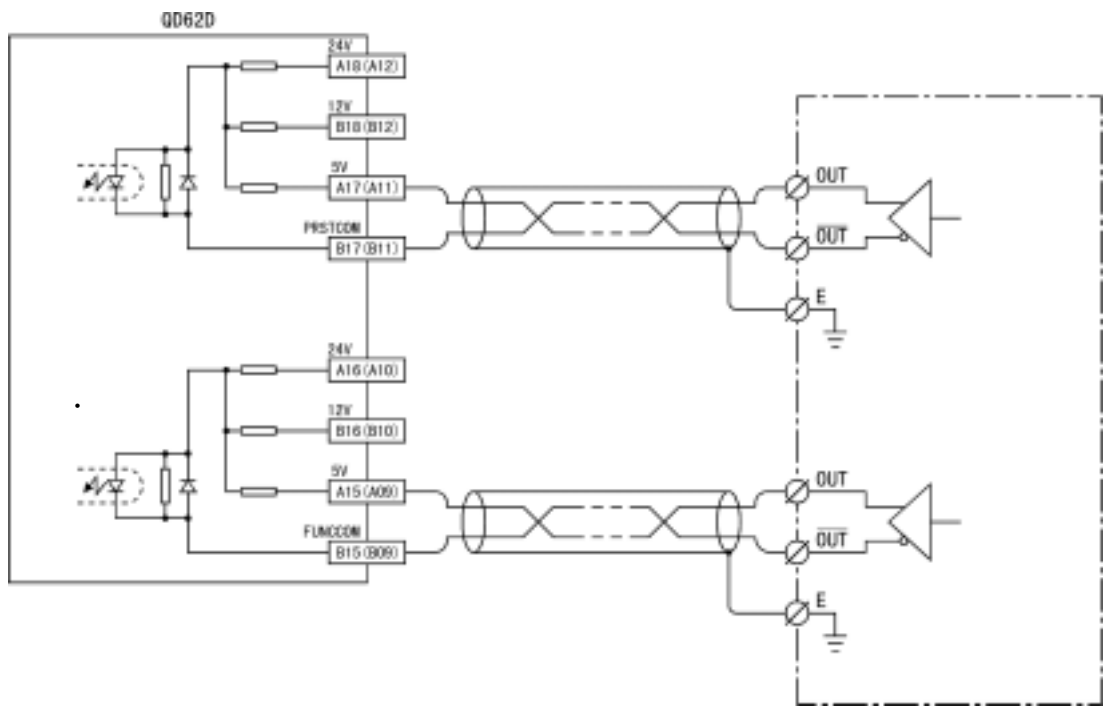 QD62D
24V
A18(A12)
12V
B18(B12)
5V
A17(A11)
PRSTCOM
B17(B11)
OUT
OUT
E
24V
A16(A10)
12V
B16(B10)
5V
A15(A09)
FUNCCOM
B15(B09)
OUT
OUT
E